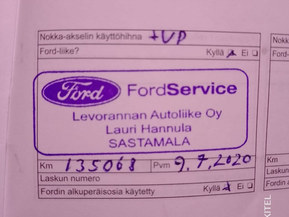 Nokka-akselin käyttöhihna +VP
Ford-liike? Kyllä Ei
Ford FordService
Levorannan Autoliike Oy
Lauri Hannula
SASTAMALA
Km 135068 Pvm 9.7.2020
Laskun numero
Fordin alkuperäisosia käytetty Kyllä Ei